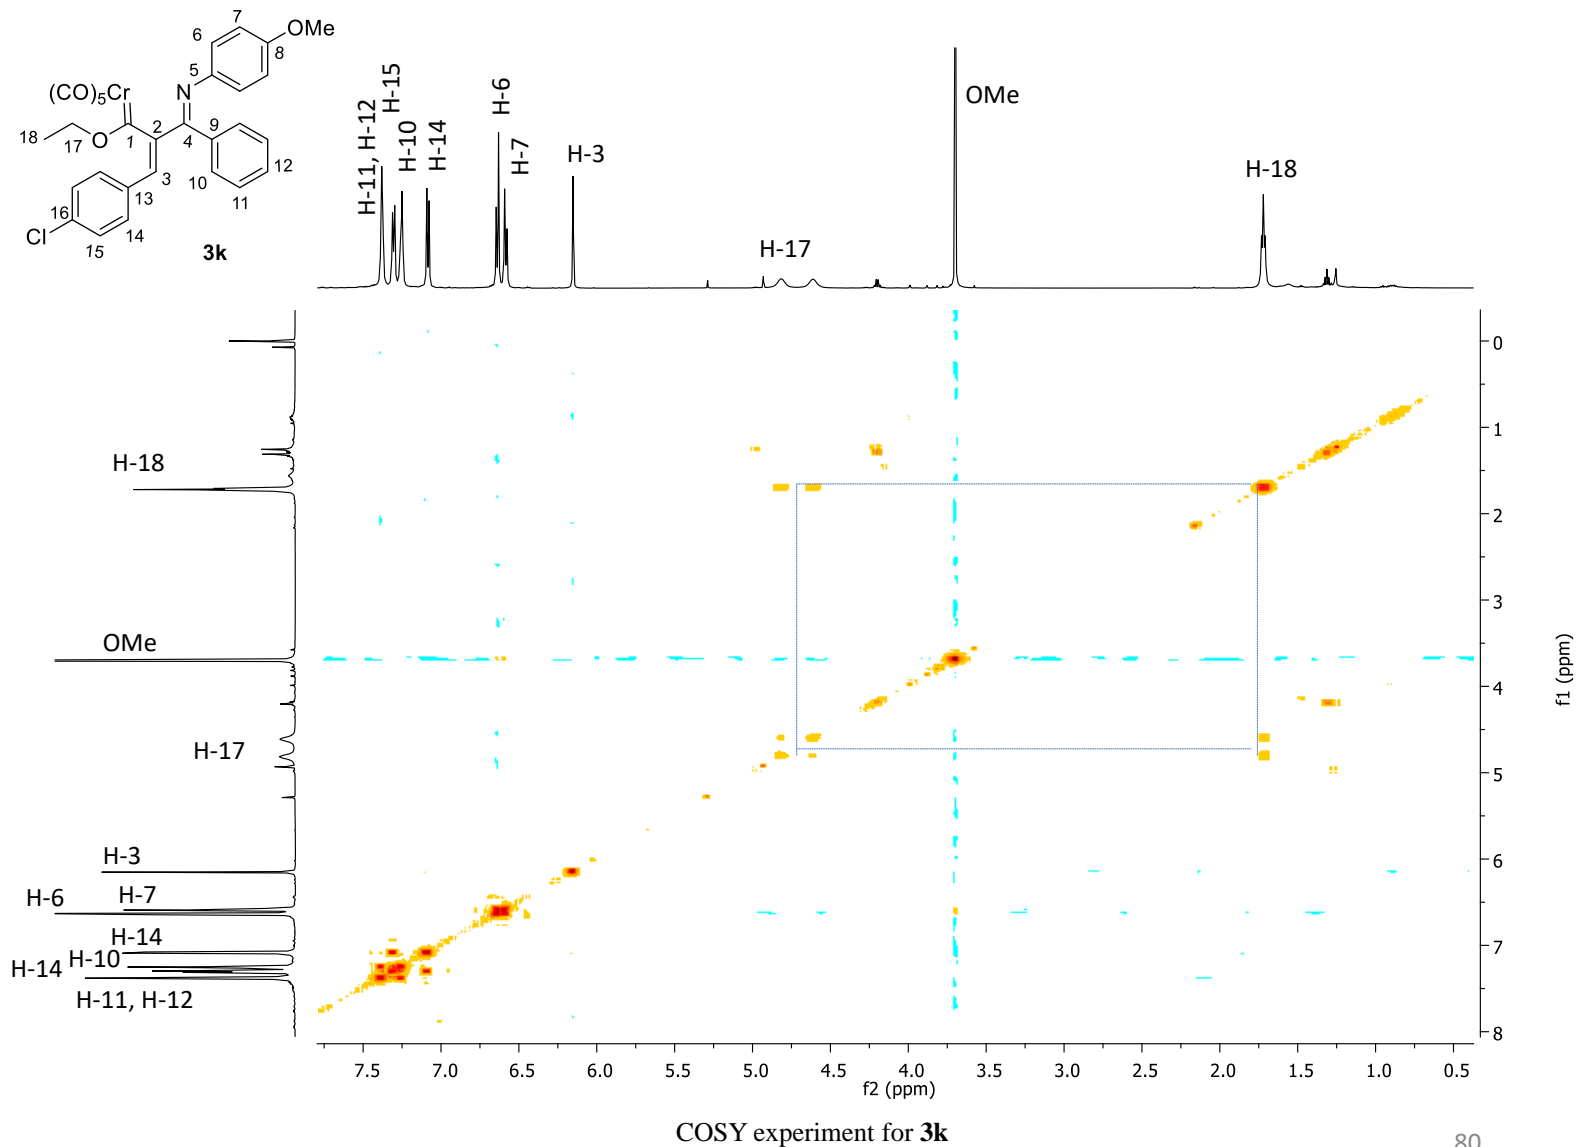 7
6
OMe
8
5
N
(CO)5Cr
9
2
18
17
O
1
4
12
3
10
13
11
16
14
Cl
15
3k
H-11, H-12
H-15
H-10
H-14
H-6
H-7
H-3
H-17
OMe
H-18
H-18
OMe
H-17
H-3
H-6
H-7
H-14
H-14
H-10
H-11, H-12
0
1
2
3
4
5
6
7
8
f1 (ppm)
7.5 7.0 6.5 6.0 5.5 5.0 4.5 4.0 3.5 3.0 2.5 2.0 1.5 1.0 0.5
f2 (ppm)
COSY experiment for 3k
80